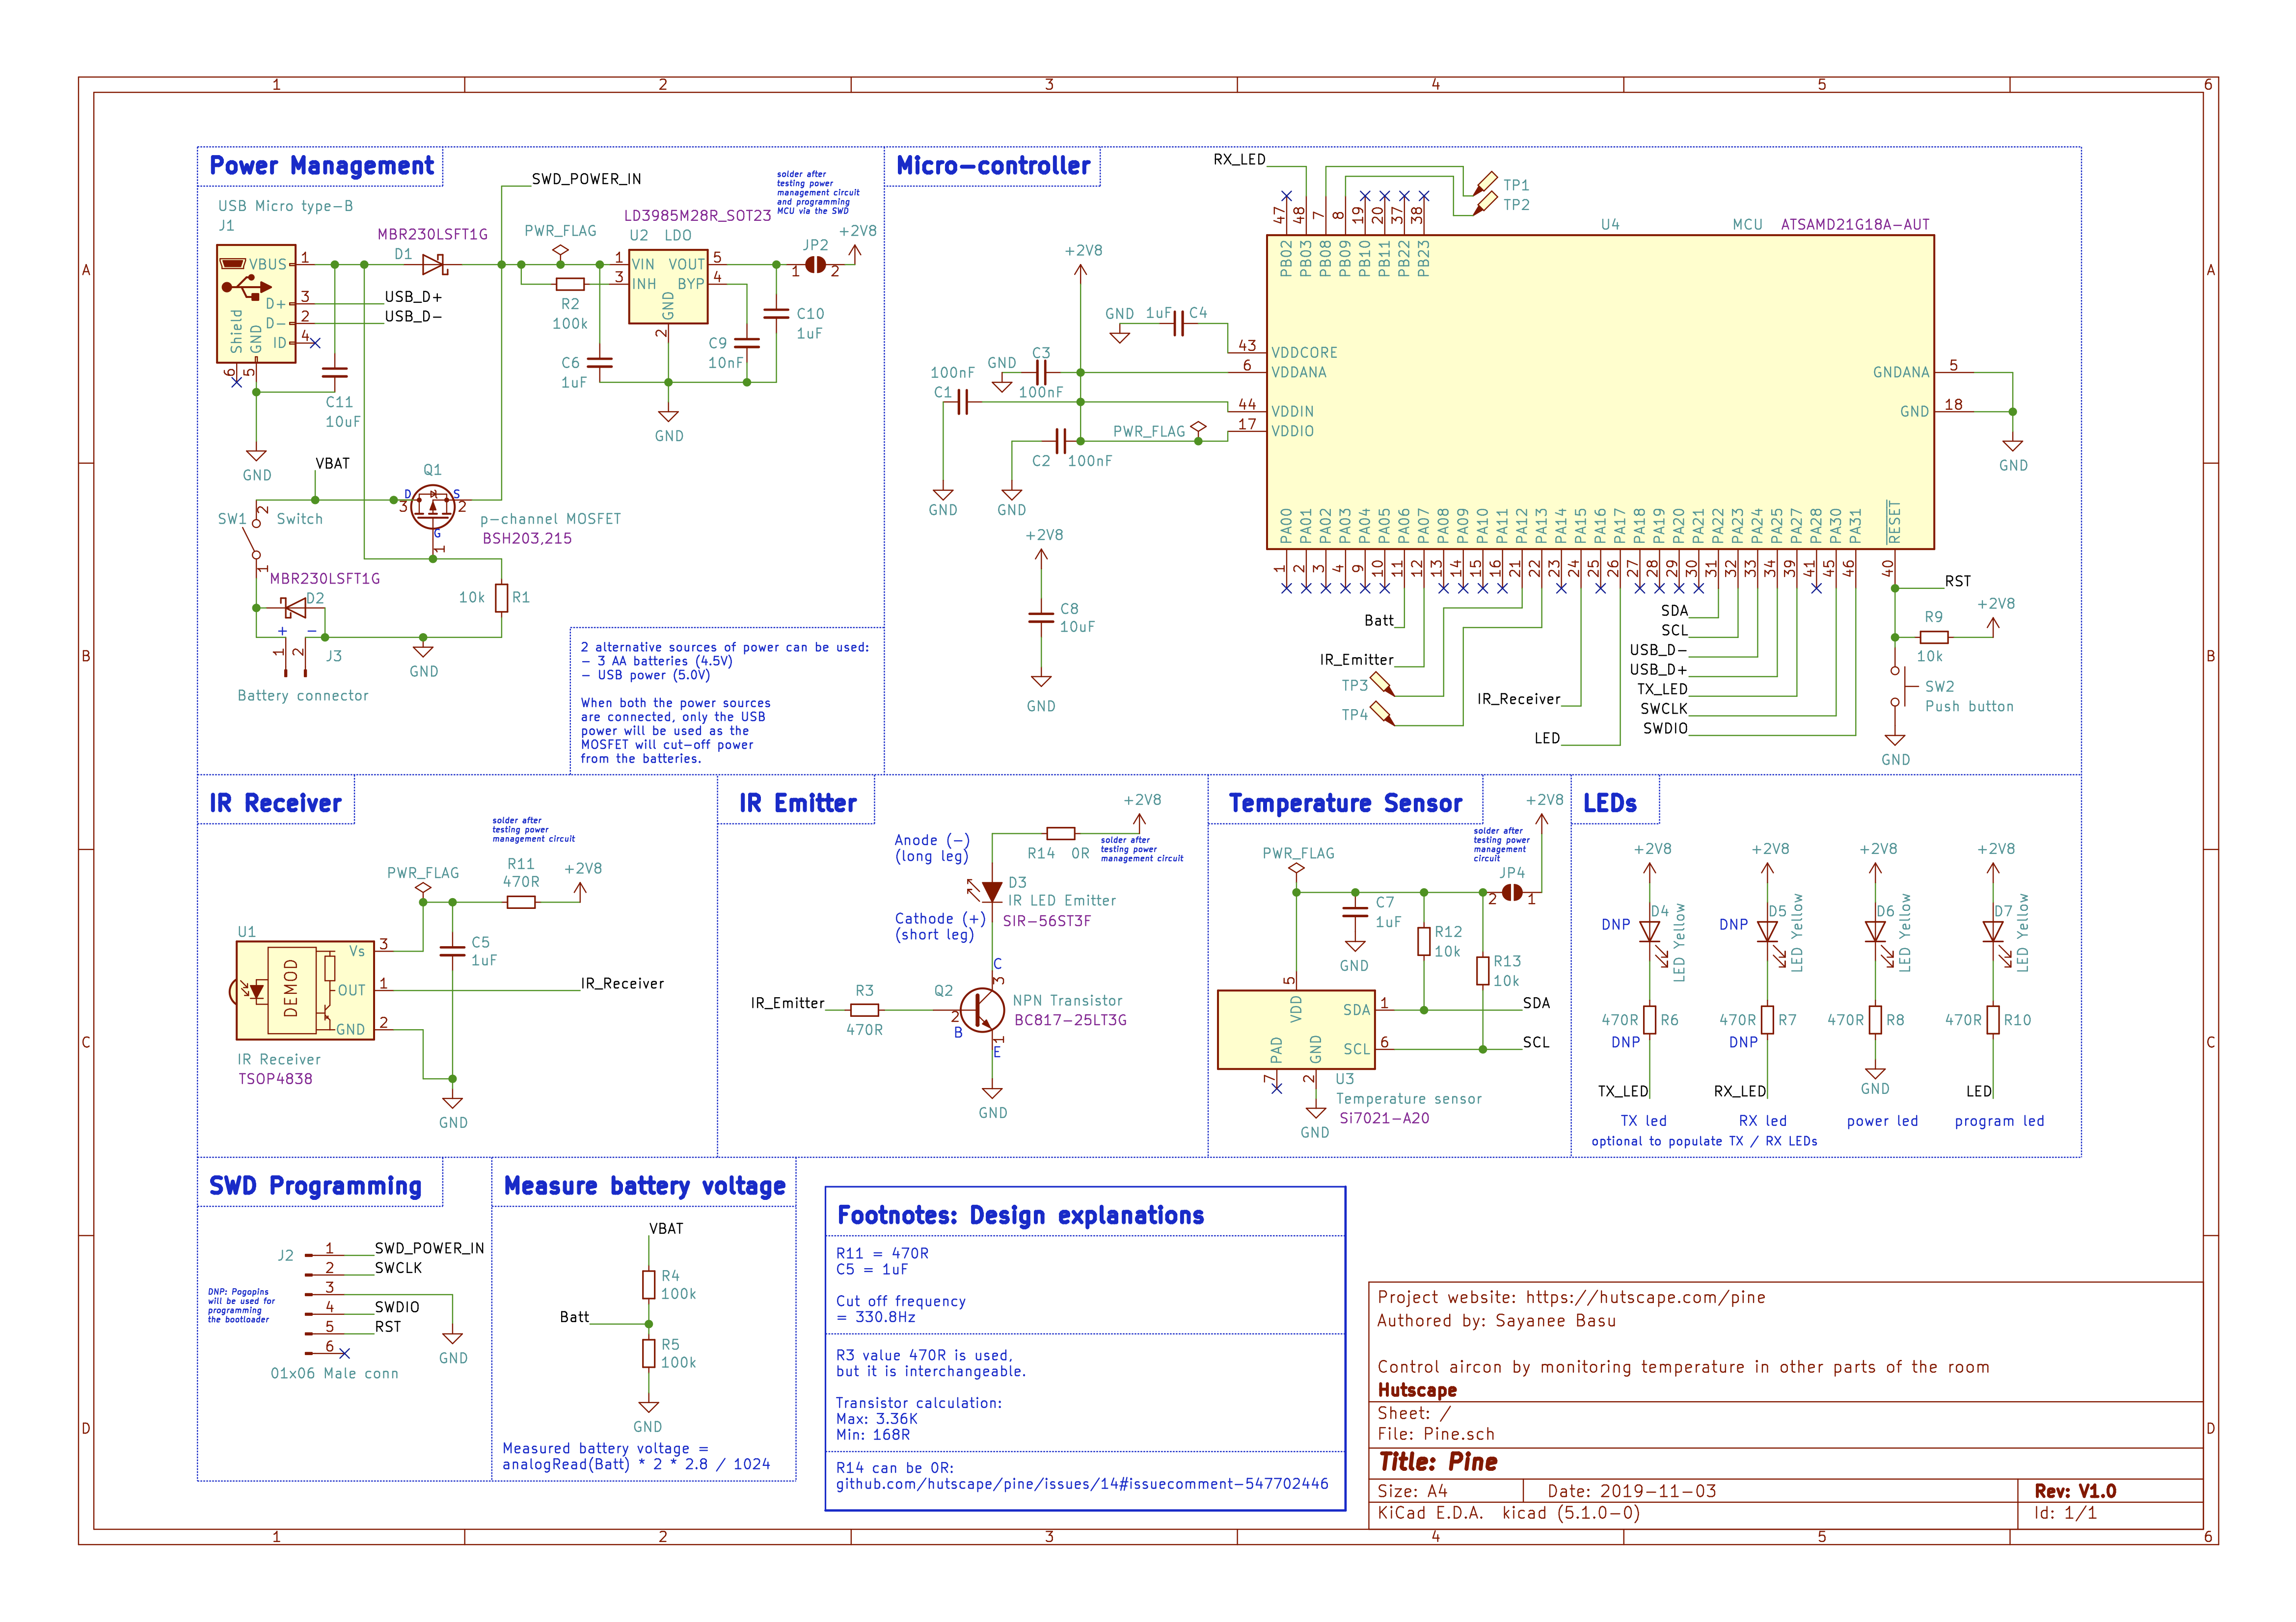 1 2 3 4 5 6
A
B
C
D
Power Management
USB Micro type-B
J1
VBUS 1
D+ 3
D- 2
ID 4
Shield
GND
6
5
USB_D+
USB_D-
MBR230LSFT1G
D1
C11
10uF
GND
SWD_POWER_IN
PWR_FLAG
R2
100k
C6
1uF
LD3985M28R_SOT23
U2 LDO
1 VIN VOUT 5
3 INH BYP 4
GND
2
C9
10nF
C10
1uF
GND
solder after
testing power
management circuit
and programming
MCU via the SWD
JP2
1 2
+2V8
VBAT
SW1
Switch
2
1
Q1
D
S
G
3
2
1
p-channel MOSFET
BSH203,215
MBR230LSFT1G
D2
+ -
1
2
J3
Battery connector
GND
10k R1
2 alternative sources of power can be used:
- 3 AA batteries (4.5V)
- USB power (5.0V)
When both the power sources
are connected, only the USB
power will be used as the
MOSFET will cut-off power
from the batteries.
Micro-controller
RX_LED
TP1
TP2
47 48 7 8 19 20 37 38
PB02 PB03 PB08 PB09 PB10 PB11 PB22 PB23
U4
MCU
ATSAMD21G18A-AUT
+2V8
GND 1uF C4
GND
C3
100nF
100nF
C1
C2 100nF
PWR_FLAG
GND
GND
43 VDDCORE
6 VDDANA
44 VDDIN
17 VDDIO
GNDANA 5
GND 18
GND
+2V8
C8
10uF
GND
PA00 PA01 PA02 PA03 PA04 PA05 PA06 PA07 PA08 PA09 PA10 PA11 PA12 PA13 PA14 PA15 PA16 PA17 PA18 PA19 PA20 PA21 PA22 PA23 PA24 PA25 PA27 PA28 PA30 PA31 RESET
1 2 3 4 9 10 11 12 13 14 15 16 21 22 23 24 25 26 27 28 29 30 31 32 33 34 39 41 45 46 40
Batt
IR_Emitter
TP3
TP4
IR_Receiver
LED
SDA
SCL
USB_D-
USB_D+
TX_LED
SWCLK
SWDIO
RST
+2V8
R9
10k
SW2
Push button
GND
IR Receiver
solder after
testing power
management circuit
PWR_FLAG
R11
470R
+2V8
U1
DEMOD
Vs 3
OUT 1
GND 2
C5
1uF
IR_Receiver
IR Receiver
TSOP4838
GND
IR Emitter
+2V8
Anode (-)
(long leg)
R14 0R
solder after
testing power
management circuit
D3
IR LED Emitter
SIR-56ST3F
Cathode (+)
(short leg)
C
3
IR_Emitter
R3
470R
Q2
2
B
1
E
NPN Transistor
BC817-25LT3G
GND
Temperature Sensor
+2V8
solder after
testing power
management
circuit
JP4
2 1
PWR_FLAG
C7
1uF
GND
R12
10k
R13
10k
5
VDD
SDA 1
SCL 6
SDA
SCL
PAD
GND
7
2
U3
Temperature sensor
Si7021-A20
GND
LEDs
+2V8 +2V8 +2V8 +2V8
DNP D4 LED Yellow
DNP D5 LED Yellow
D6 LED Yellow
D7 LED Yellow
470R R6
DNP
470R R7
DNP
470R R8
470R R10
GND
TX_LED RX_LED LED
TX led RX led power led program led
optional to populate TX / RX LEDs
SWD Programming
J2
1 SWD_POWER_IN
2 SWCLK
3
4 SWDIO
5 RST
6
GND
DNP: Pogopins
will be used for
programming
the bootloader
01x06 Male conn
Measure battery voltage
VBAT
R4
100k
Batt
R5
100k
GND
Measured battery voltage =
analogRead(Batt) * 2 * 2.8 / 1024
Footnotes: Design explanations
R11 = 470R
C5 = 1uF
Cut off frequency
= 330.8Hz
R3 value 470R is used,
but it is interchangeable.
Transistor calculation:
Max: 3.36K
Min: 168R
R14 can be 0R:
github.com/hutscape/pine/issues/14#issuecomment-547702446
Project website: https://hutscape.com/pine
Authored by: Sayanee Basu
Control aircon by monitoring temperature in other parts of the room
Hutscape
Sheet: /
File: Pine.sch
Title: Pine
Size: A4 Date: 2019-11-03 Rev: V1.0
KiCad E.D.A. kicad (5.1.0-0) Id: 1/1
A
B
C
D
1 2 3 4 5 6